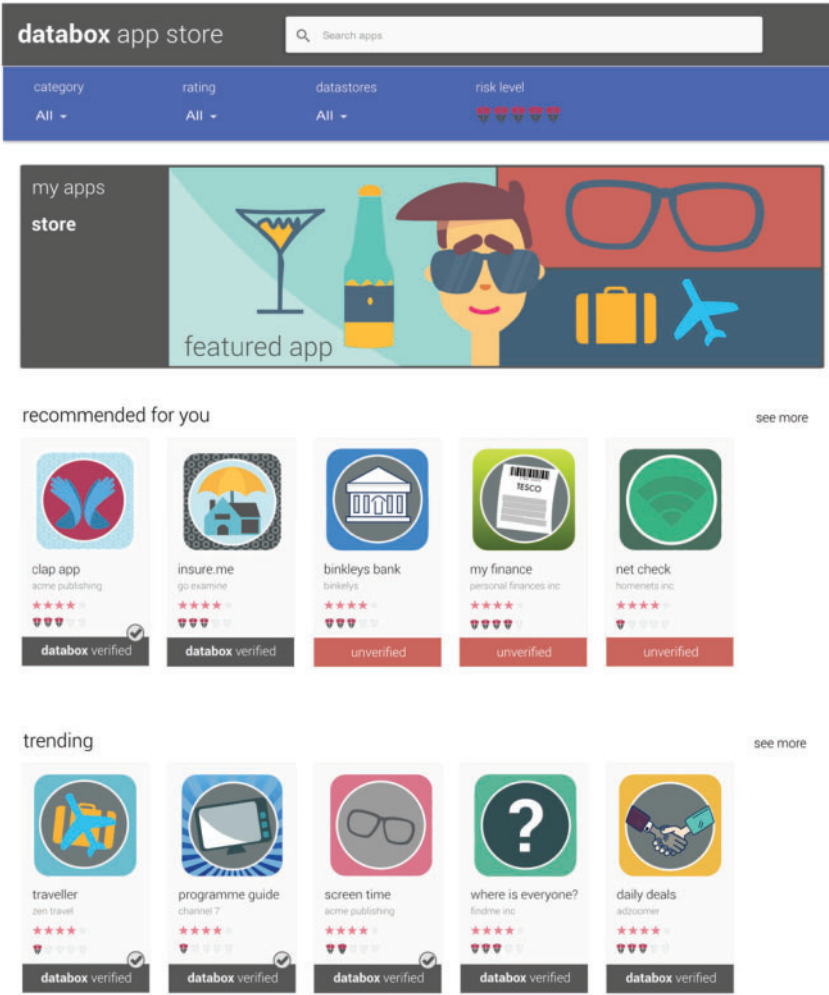 databox app store
Search apps
category rating datastores risk level
All All All
my apps
store
featured app
recommended for you see more
clap app insure.me binkleys bank my finance net check
acme publishing go examine binkelys personal finances inc homenets inc
TESCO
databox verified databox verified unverified unverified unverified
trending see more
?
traveller programme guide screen time where is everyone? daily deals
zen travel channel 7 acme publishing findme inc adzoomer
databox verified databox verified databox verified databox verified databox verified